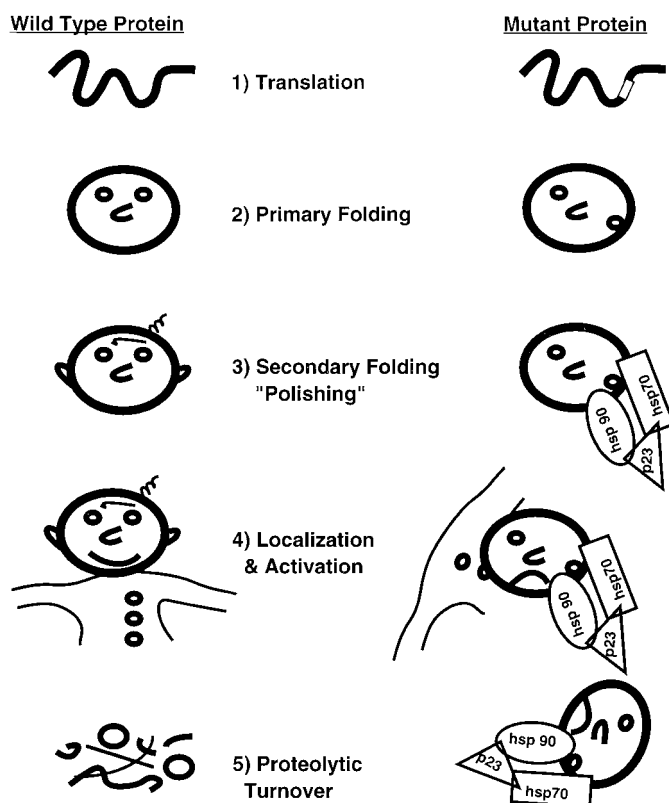 Wild Type Protein
Mutant Protein
1) Translation
2) Primary Folding
3) Secondary Folding
"Polishing"
hsp70
hsp 90
p23
4) Localization
& Activation
hsp70
hsp 90
p23
5) Proteolytic
Turnover
hsp 90
p23
hsp70